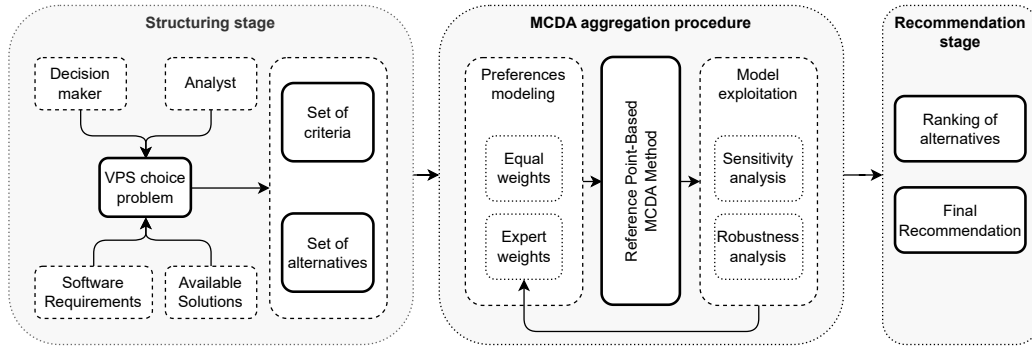 Structuring stage
Decision
maker
Analyst
VPS choice
problem
Software
Requirements
Available
Solutions
Set of
criteria
Set of
alternatives
MCDA aggregation procedure
Preferences
modeling
Equal
weights
Expert
weights
Reference Point-Based
MCDA Method
Model
exploitation
Sensitivity
analysis
Robustness
analysis
Recommendation
stage
Ranking of
alternatives
Final
Recommendation